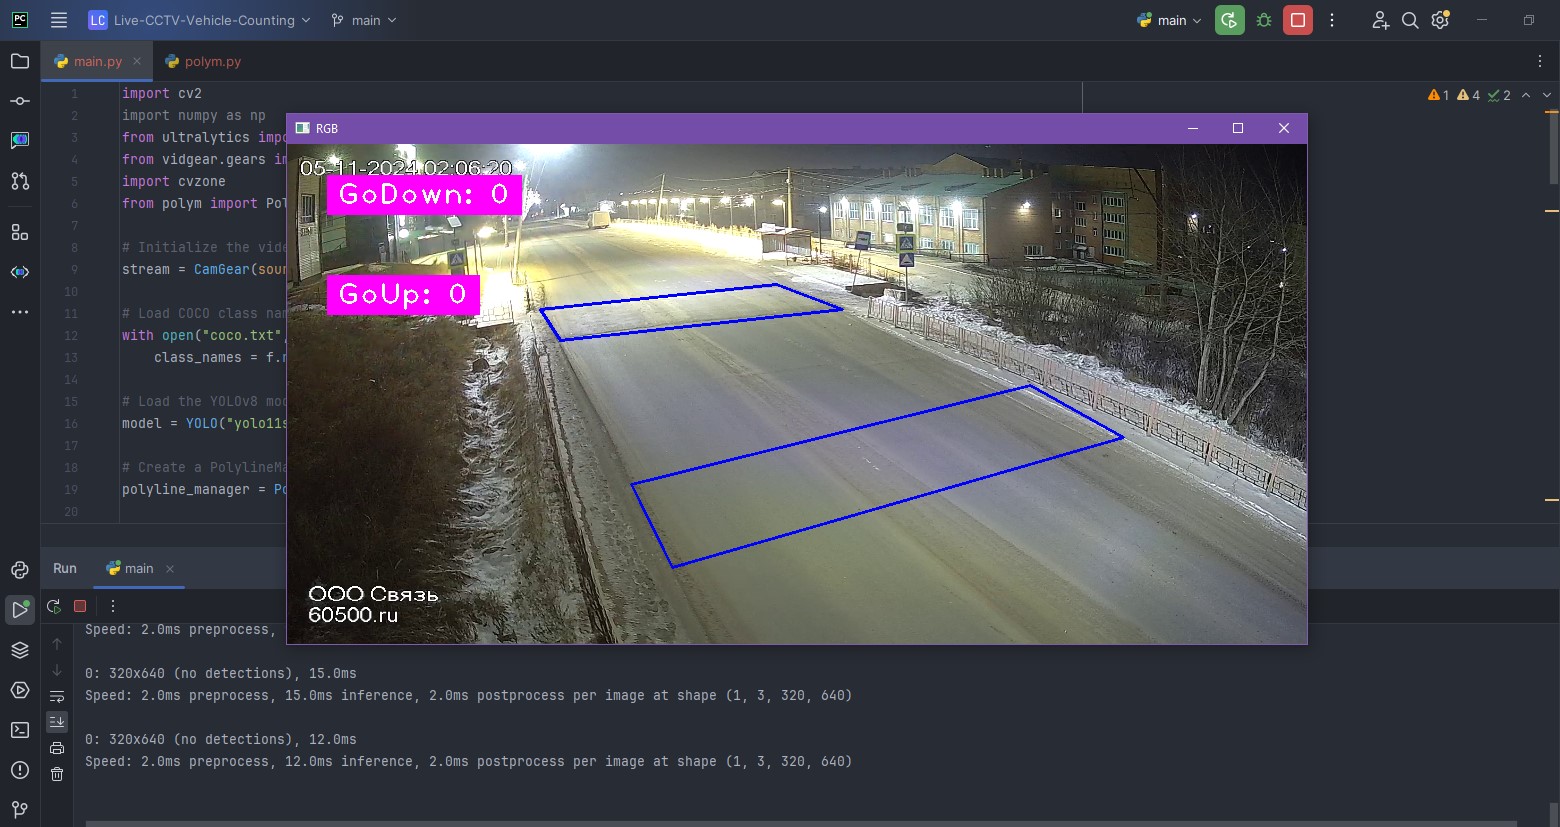 PC
LC Live-CCTV-Vehicle-Counting
main
main
main.py
polym.py
1 import cv2
2 import numpy as np
3 from ultralytics impo
4 from vidgear.gears im
5 import cvzone
6 from polym import Pol
7
8 # Initialize the vide
9 stream = CamGear(sour
10
11 # Load COCO class nam
12 with open("coco.txt",
13 class_names = f.r
14
15 # Load the YOLOv8 mod
16 model = YOLO("yolo11s
17
18 # Create a PolylineMa
19 polyline_manager = Po
20
1 4 2
RGB
05-11-2024 02:06:20
GoDown: 0
GoUp: 0
ООО Связь
60500.ru
Run
main
Speed: 2.0ms preprocess,
0: 320x640 (no detections), 15.0ms
Speed: 2.0ms preprocess, 15.0ms inference, 2.0ms postprocess per image at shape (1, 3, 320, 640)
0: 320x640 (no detections), 12.0ms
Speed: 2.0ms preprocess, 12.0ms inference, 2.0ms postprocess per image at shape (1, 3, 320, 640)